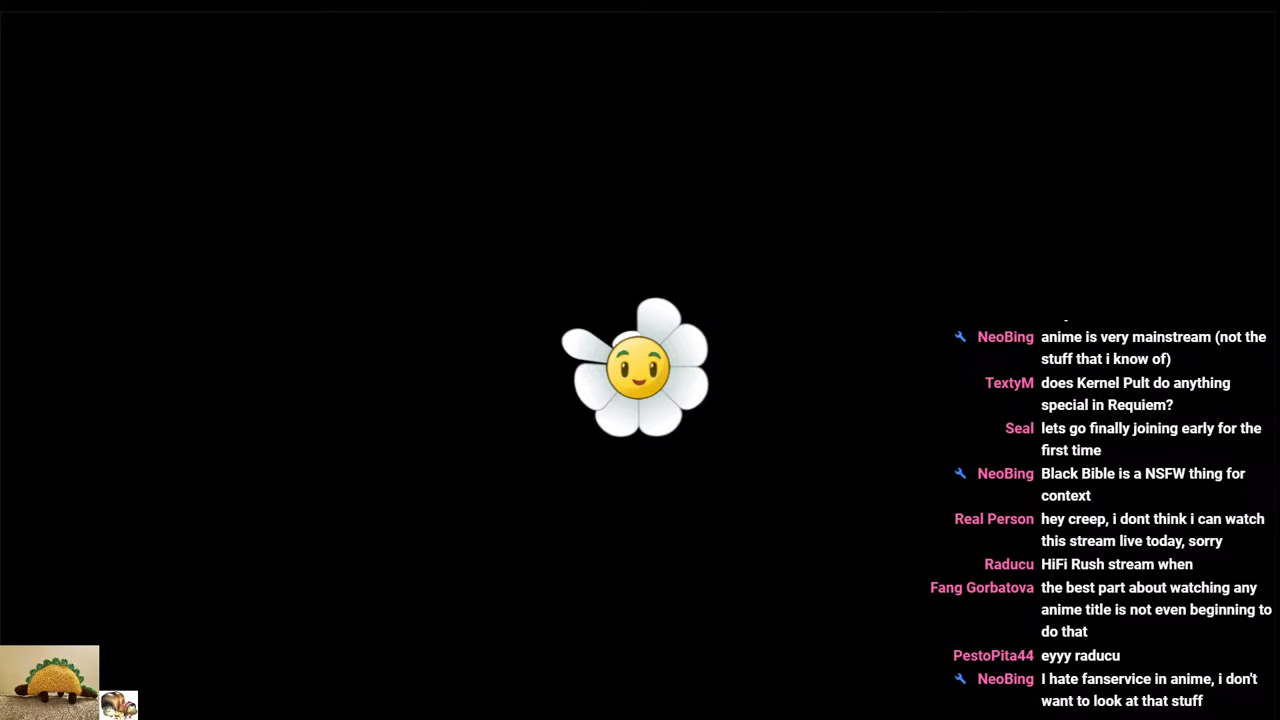 NeoBing anime is very mainstream (not the
stuff that i know of)
TextyM does Kernel Pult do anything
special in Requiem?
Seal lets go finally joining early for the
first time
NeoBing Black Bible is a NSFW thing for
context
Real Person hey creep, i dont think i can watch
this stream live today, sorry
Raducu HiFi Rush stream when
Fang Gorbatova the best part about watching any
anime title is not even beginning to
do that
PestoPita44 eyyy raducu
NeoBing I hate fanservice in anime, i don't
want to look at that stuff